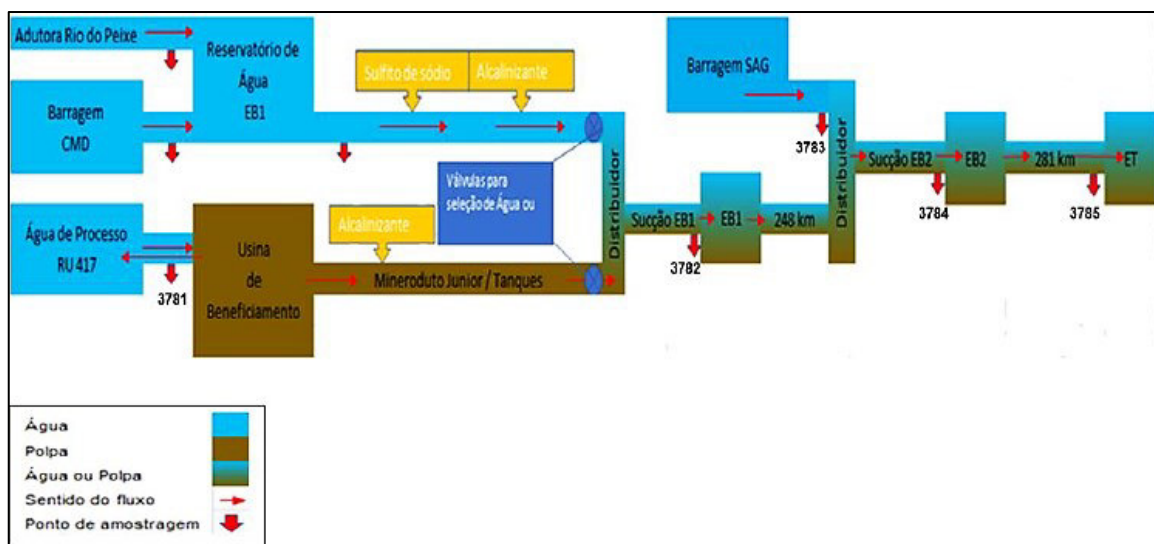 Adutora Rio do Peixe
Reservatório de
Água
EB1
Barragem
CMD
Sulfito de sódio
Alcalinizante
Barragem SAG
3783
Distribuidor
Sucção EB2
EB2
281 km
ET
3784
3785
Válvulas para
seleção de Água ou
Distribuidor
Sucção EB1
EB1
248 km
3782
Água de Processo
RU 417
3781
Usina
de
Beneficiamento
Alcalinizante
Mineroduto Junior / Tanques
Água
Polpa
Água ou Polpa
Sentido do fluxo
Ponto de amostragem